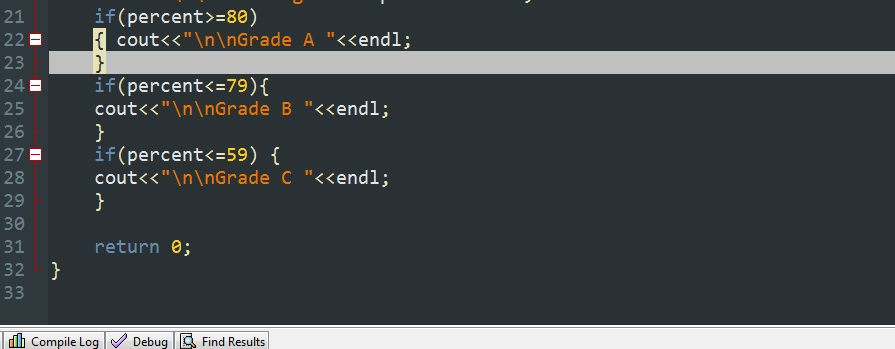 21 if(percent>=80)
22 { cout<<"\n\nGrade A "<<endl;
23 }
24 if(percent<=79){
25 cout<<"\n\nGrade B "<<endl;
26 }
27 if(percent<=59) {
28 cout<<"\n\nGrade C "<<endl;
29 }
30
31 return 0;
32 }
33
Compile Log Debug Find Results